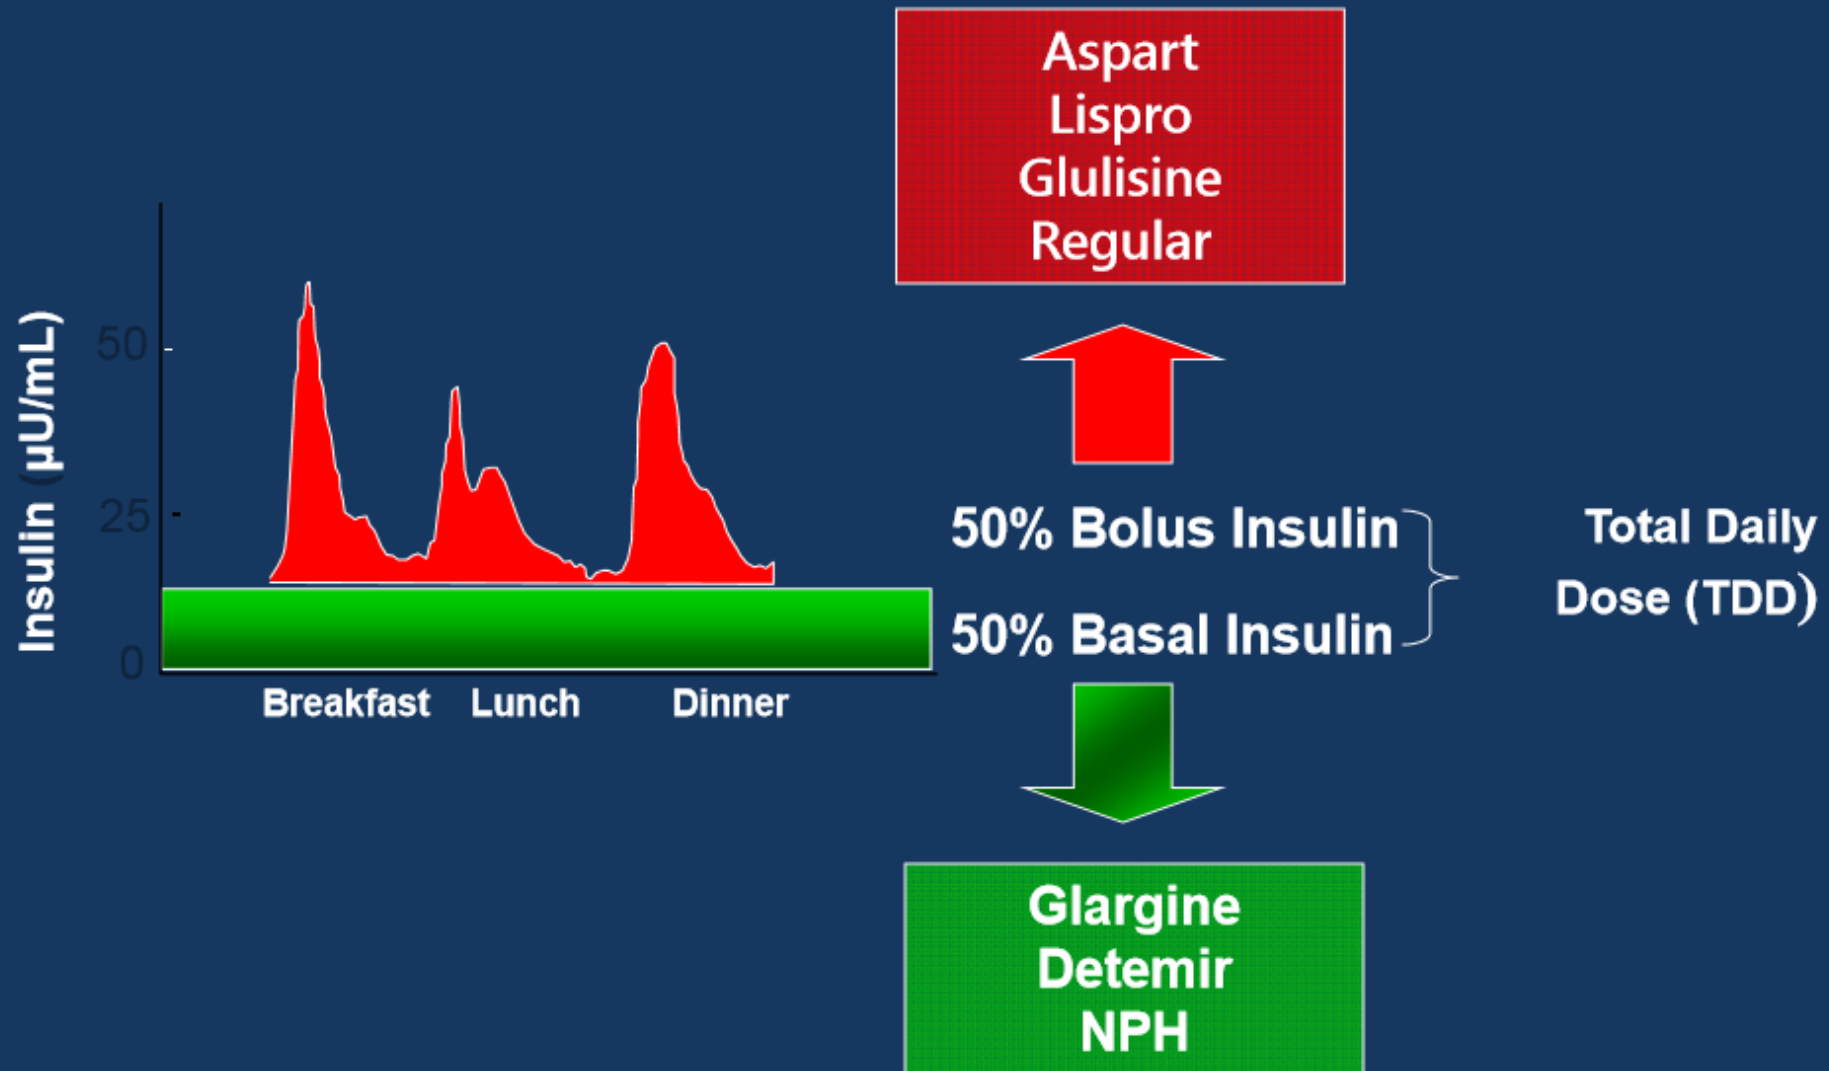 Aspart
Lispro
Glulisine
Regular
Insulin (µU/mL)
50
25
0
Breakfast Lunch Dinner
50% Bolus Insulin
50% Basal Insulin
Total Daily
Dose (TDD)
Glargine
Detemir
NPH